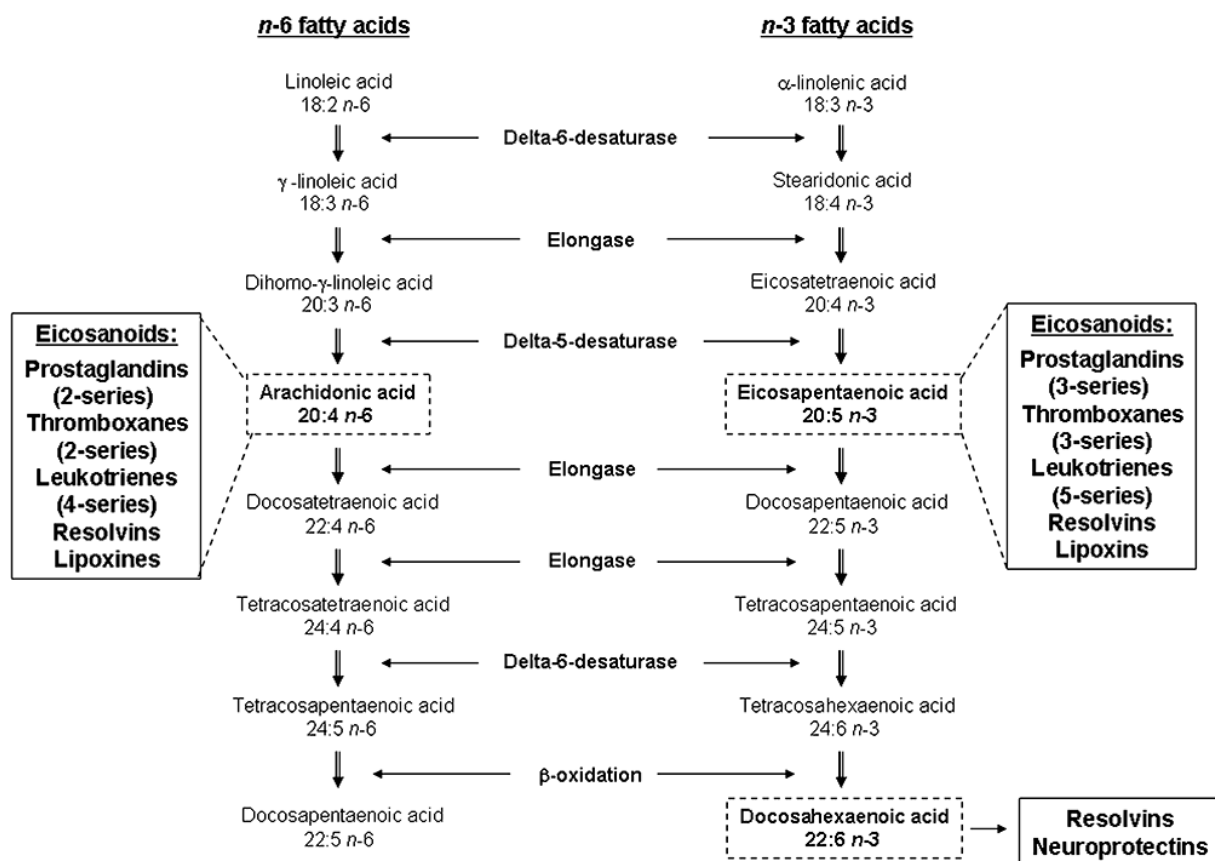 n-6 fatty acids
n-3 fatty acids
Linoleic acid
18:2 n-6
α-linolenic acid
18:3 n-3
Delta-6-desaturase
γ-linoleic acid
18:3 n-6
Stearidonic acid
18:4 n-3
Elongase
Dihomo-γ-linoleic acid
20:3 n-6
Eicosatetraenoic acid
20:4 n-3
Delta-5-desaturase
Eicosanoids:
Prostaglandins
(2-series)
Thromboxanes
(2-series)
Leukotrienes
(4-series)
Resolvins
Lipoxines
Arachidonic acid
20:4 n-6
Eicosapentaenoic acid
20:5 n-3
Eicosanoids:
Prostaglandins
(3-series)
Thromboxanes
(3-series)
Leukotrienes
(5-series)
Resolvins
Lipoxins
Elongase
Docosatetraenoic acid
22:4 n-6
Docosapentaenoic acid
22:5 n-3
Elongase
Tetracosatetraenoic acid
24:4 n-6
Tetracosapentaenoic acid
24:5 n-3
Delta-6-desaturase
Tetracosapentaenoic acid
24:5 n-6
Tetracosahexaenoic acid
24:6 n-3
β-oxidation
Docosapentaenoic acid
22:5 n-6
Docosahexaenoic acid
22:6 n-3
Resolvins
Neuroprotectins